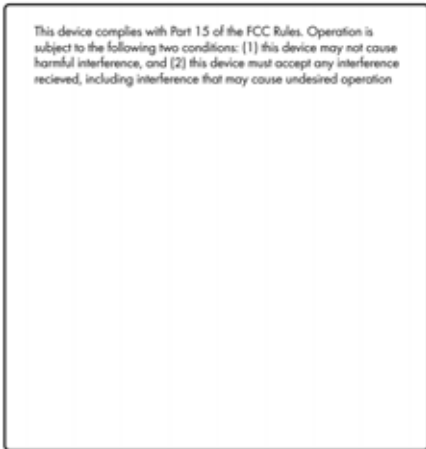 This device complies with Part 15 of the FCC Rules. Operation is
subject to the following two conditions: (1) this device may not cause
harmful interference, and (2) this device must accept any interference
recieved, including interference that may cause undesired operation